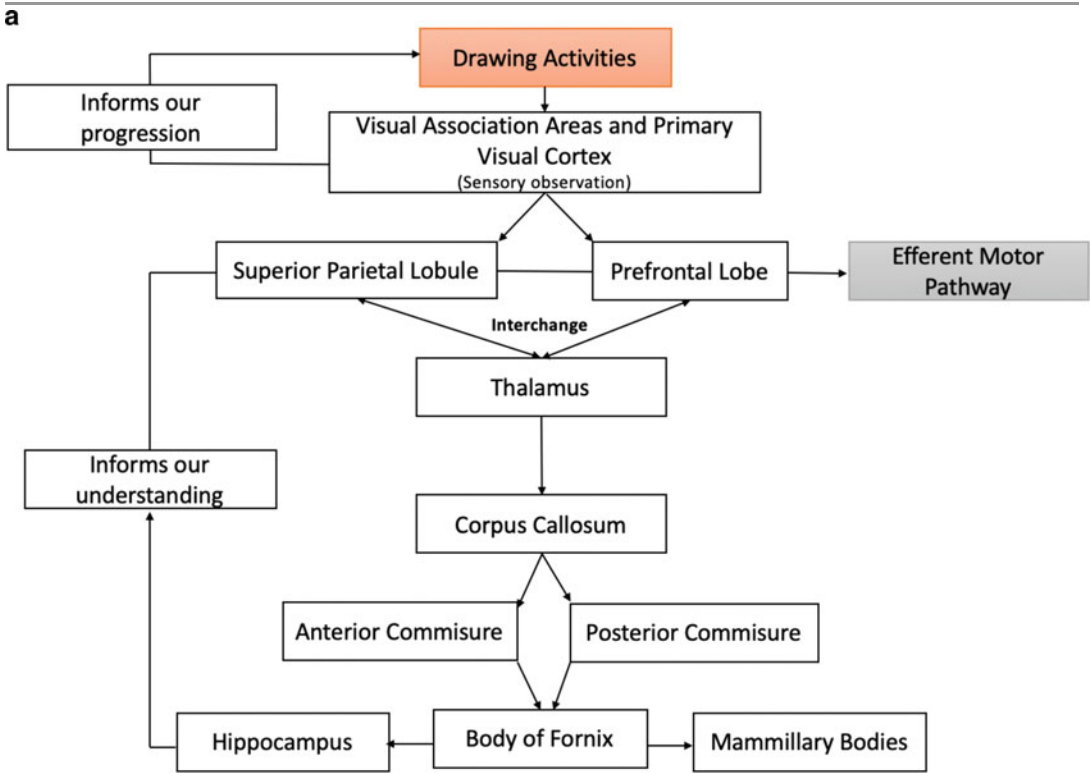 a
Drawing Activities
Informs our
progression
Visual Association Areas and Primary
Visual Cortex
(Sensory observation)
Superior Parietal Lobule
Prefrontal Lobe
Efferent Motor
Pathway
Interchange
Thalamus
Informs our
understanding
Corpus Callosum
Anterior Commisure
Posterior Commisure
Hippocampus
Body of Fornix
Mammillary Bodies